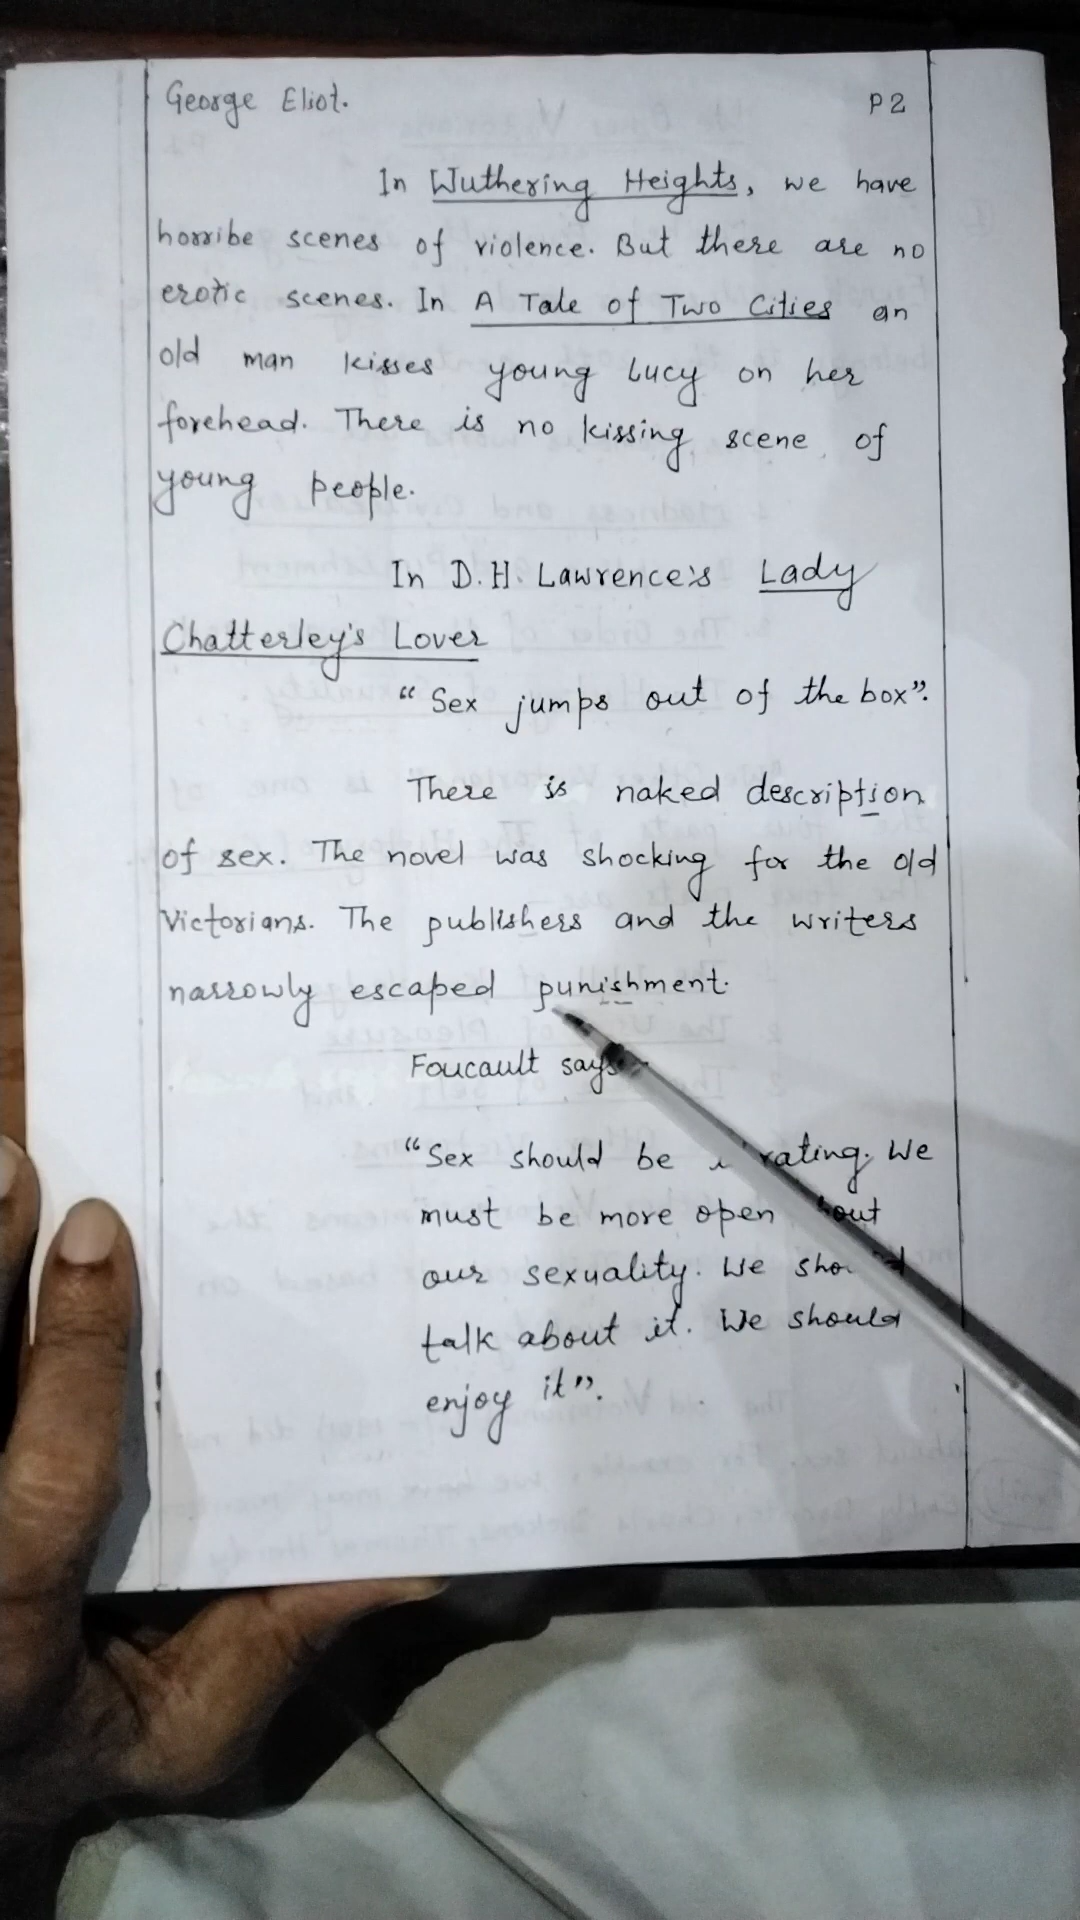 George Eliot.
P2
In Wuthering Heights, we have
horribe scenes of violence. But there are no
erotic scenes. In A Tale of Two Cities an
old man kisses young Lucy on her
forehead. There is no kissing scene of
young people.
In D.H. Lawrence's Lady
Chatterley's Lover
"Sex jumps out of the box".
There is naked description
of sex. The novel was shocking for the old
Victorians. The publishers and the writers
narrowly escaped punishment.
Foucault says
"Sex should be We
must be more open
our sexuality. We
talk about it. We should
enjoy it".